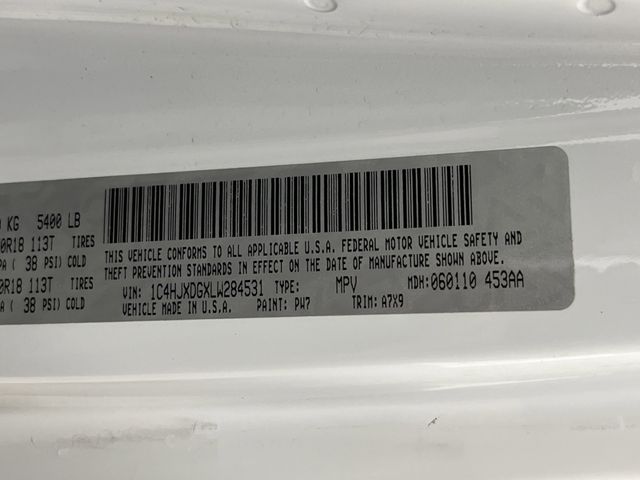 KG 5400 LB
0R18 113T TIRES
PA ( 38 PSI) COLD
0R18 113T TIRES
PA ( 38 PSI) COLD
THIS VEHICLE CONFORMS TO ALL APPLICABLE U.S.A. FEDERAL MOTOR VEHICLE SAFETY AND
THEFT PREVENTION STANDARDS IN EFFECT ON THE DATE OF MANUFACTURE SHOWN ABOVE.
VIN: 1C4HJXDGXLW284531 TYPE: MPV MDH: 060110 453AA
VEHICLE MADE IN U.S.A. PAINT: PW7 TRIM: A7X9